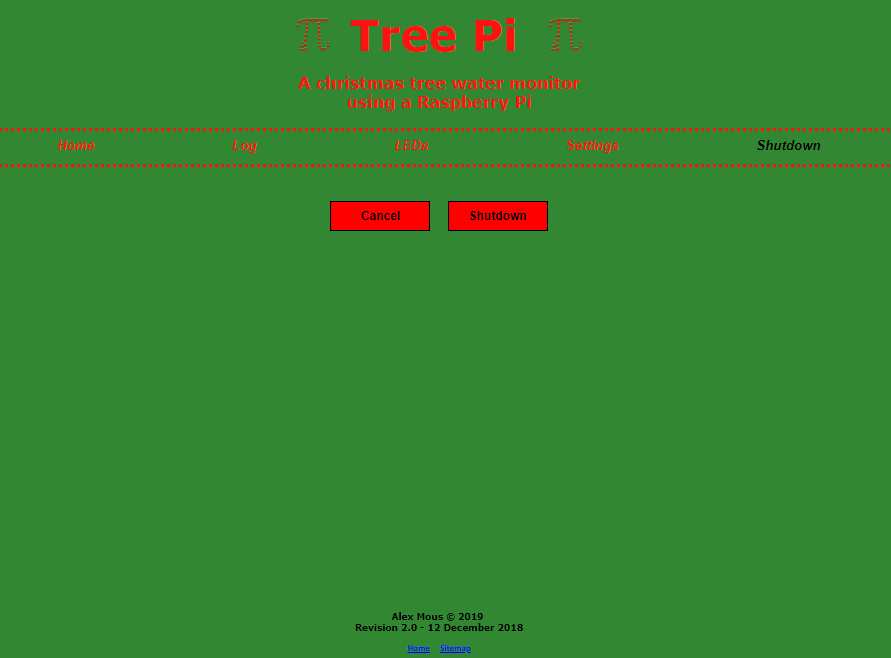 π Tree Pi π
A christmas tree water monitor
using a Raspberry Pi
Home Log LEDs Settings Shutdown
Cancel Shutdown
Alex Mous © 2019
Revision 2.0 - 12 December 2018
Home Sitemap